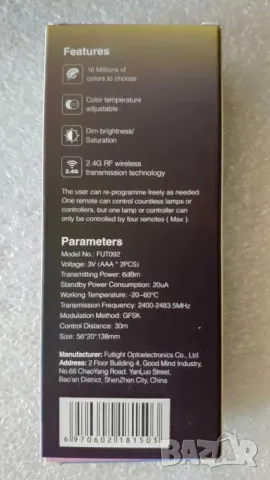 Features
16 Millions of
colors to choose
Color temperature
adjustable
Dim brightness/
Saturation
2.4G
2.4G RF wireless
transmission technology
The user can re-programme freely as needed.
One remote can control countless lamps or
controllers, but one lamp or controller can
only be controlled by four remotes ( Max ).
Parameters
Model No.: FUT092
Voltage: 3V (AAA * 2PCS)
Transmitting Power: 6dBm
Standby Power Consumption: 20uA
Working Temperature: -20~60℃
Transmission Frequency: 2400-2483.5MHz
Modulation Method: GFSK
Control Distance: 30m
Size: 56*20*138mm
Manufacturer: Futlight Optoelectronics Co., Ltd
Address: 2 Floor Building 4, Good Mind Industry,
No.68 ChaoYang Road, YanLuo Street,
Bao'an District, ShenZhen City, China
6 970602 181503
BAZAR